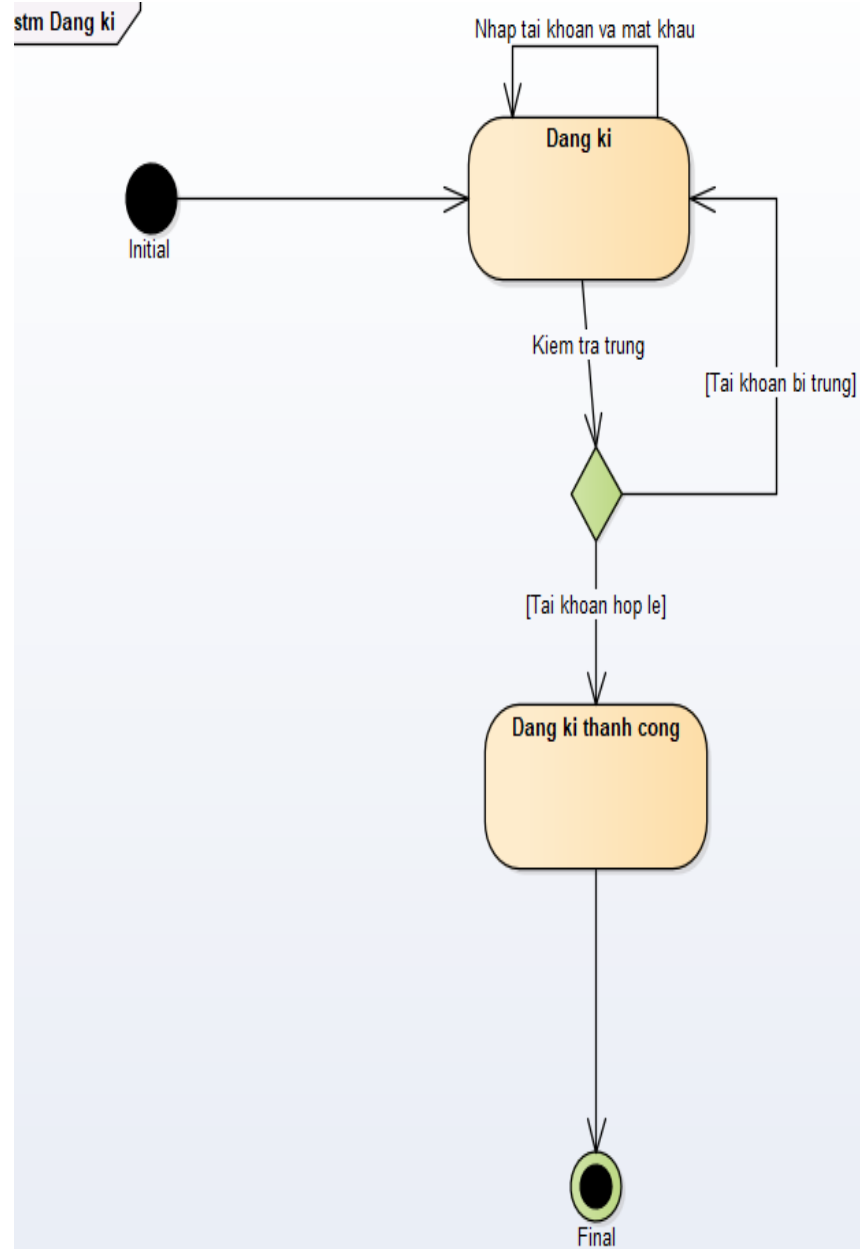 stm Dang ki
Nhap tai khoan va mat khau
Dang ki
Initial
Kiem tra trung
[Tai khoan bi trung]
[Tai khoan hop le]
Dang ki thanh cong
Final